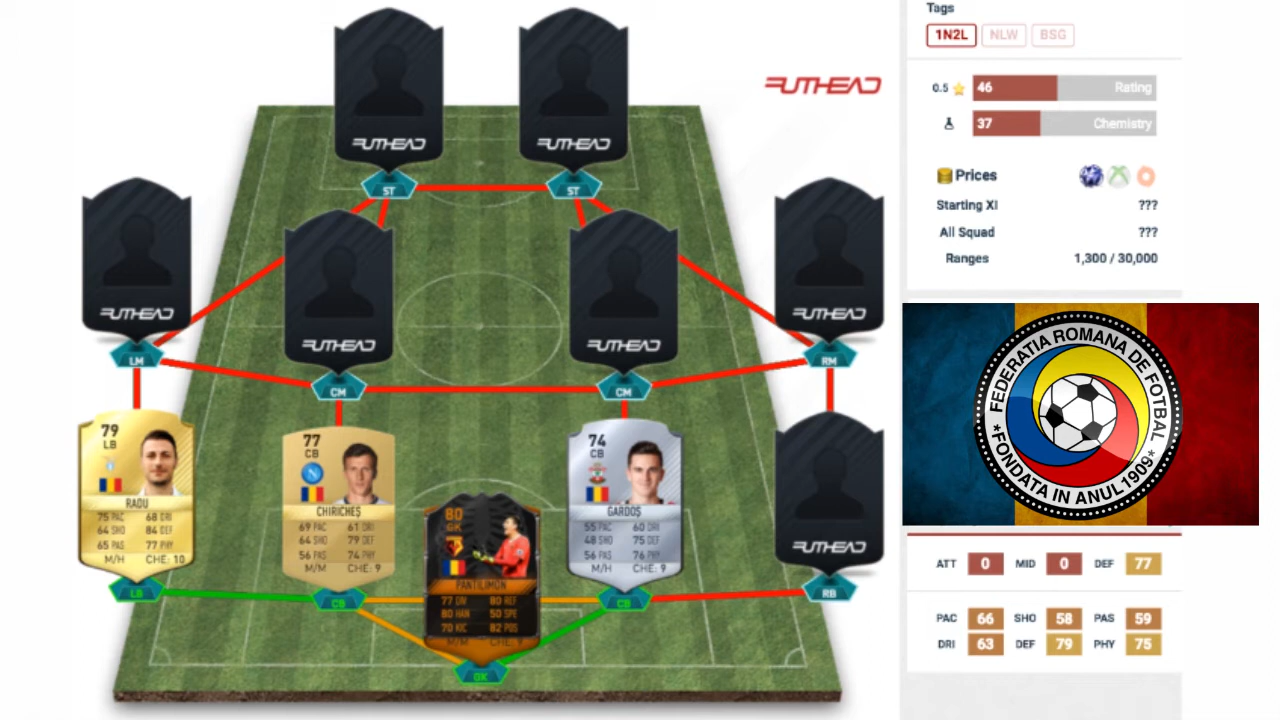 Tags
1N2L NLW BSG
FUTHEAD
0.5 46 Rating
37 Chemistry
Prices
Starting XI ???
All Squad ???
Ranges 1,300 / 30,000
FUTHEAD
ST
FUTHEAD
ST
FUTHEAD
LM
FUTHEAD
CM
FUTHEAD
CM
FUTHEAD
RM
79
LB
RADU
75 PAC 68 DRI
64 SHO 84 DEF
65 PAS 77 PHY
M/H CHE: 10
LB
77
CB
CHIRICHEȘ
69 PAC 61 DRI
64 SHO 79 DEF
56 PAS 74 PHY
M/M CHE: 9
CB
80
GK
PANTILIMON
77 DIV 80 REF
80 HAN 50 SPE
70 KIC 82 POS
M/M CHE: 9
GK
74
CB
GARDOȘ
55 PAC 60 DRI
48 SHO 75 DEF
56 PAS 76 PHY
M/H CHE: 9
CB
FUTHEAD
RB
FEDERATIA ROMANA DE FOTBAL
*FONDATA IN ANUL 1909*
ATT 0 MID 0 DEF 77
PAC 66 SHO 58 PAS 59
DRI 63 DEF 79 PHY 75